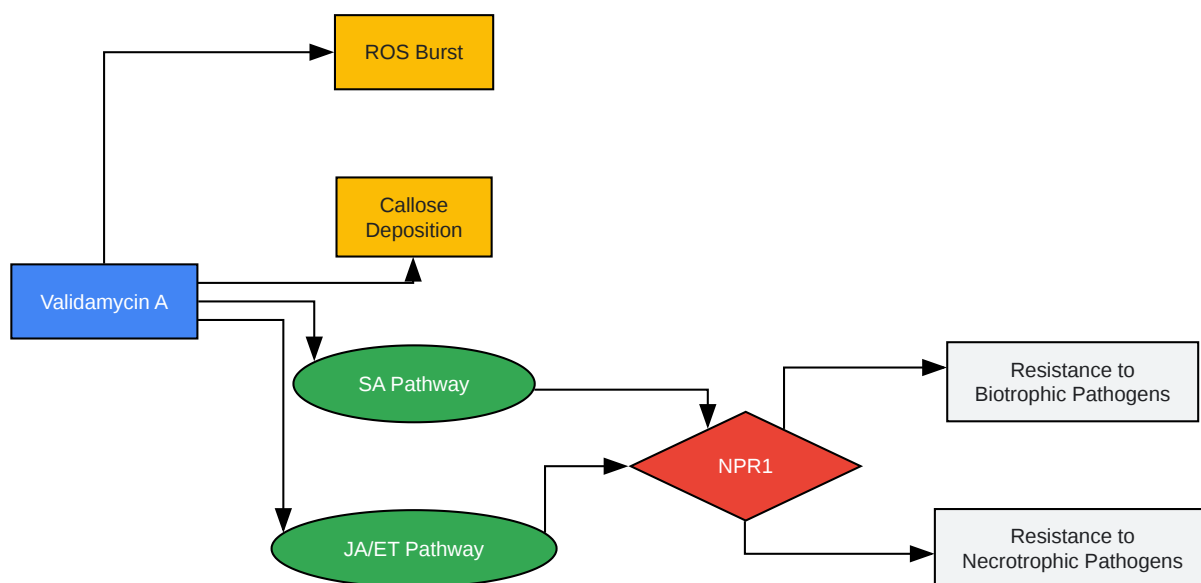 ROS Burst
Callose
Deposition
Validamycin A
SA Pathway
JA/ET Pathway
NPR1
Resistance to
Biotrophic Pathogens
Resistance to
Necrotrophic Pathogens